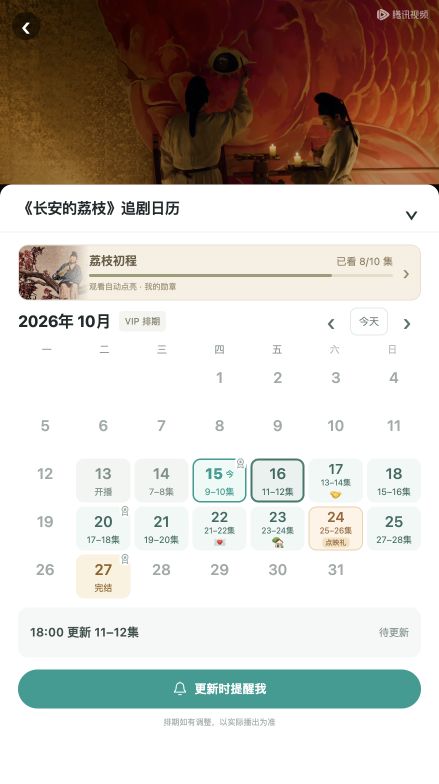 腾讯视频
《长安的荔枝》追剧日历
荔枝初程
已看 8/10 集
观看自动点亮 · 我的勋章
2026年 10月
VIP 排期
今天
一 二 三 四 五 六 日
1 2 3 4
5 6 7 8 9 10 11
12 13 14 15 今 16 17 18
开播 7–8集 9–10集 11–12集 13–14集 15–16集
19 20 21 22 23 24 25
17–18集 19–20集 21–22集 23–24集 25–26集 27–28集
点映礼
26 27 28 29 30 31
完结
18:00 更新 11–12集
待更新
更新时提醒我
排期如有调整，以实际播出为准